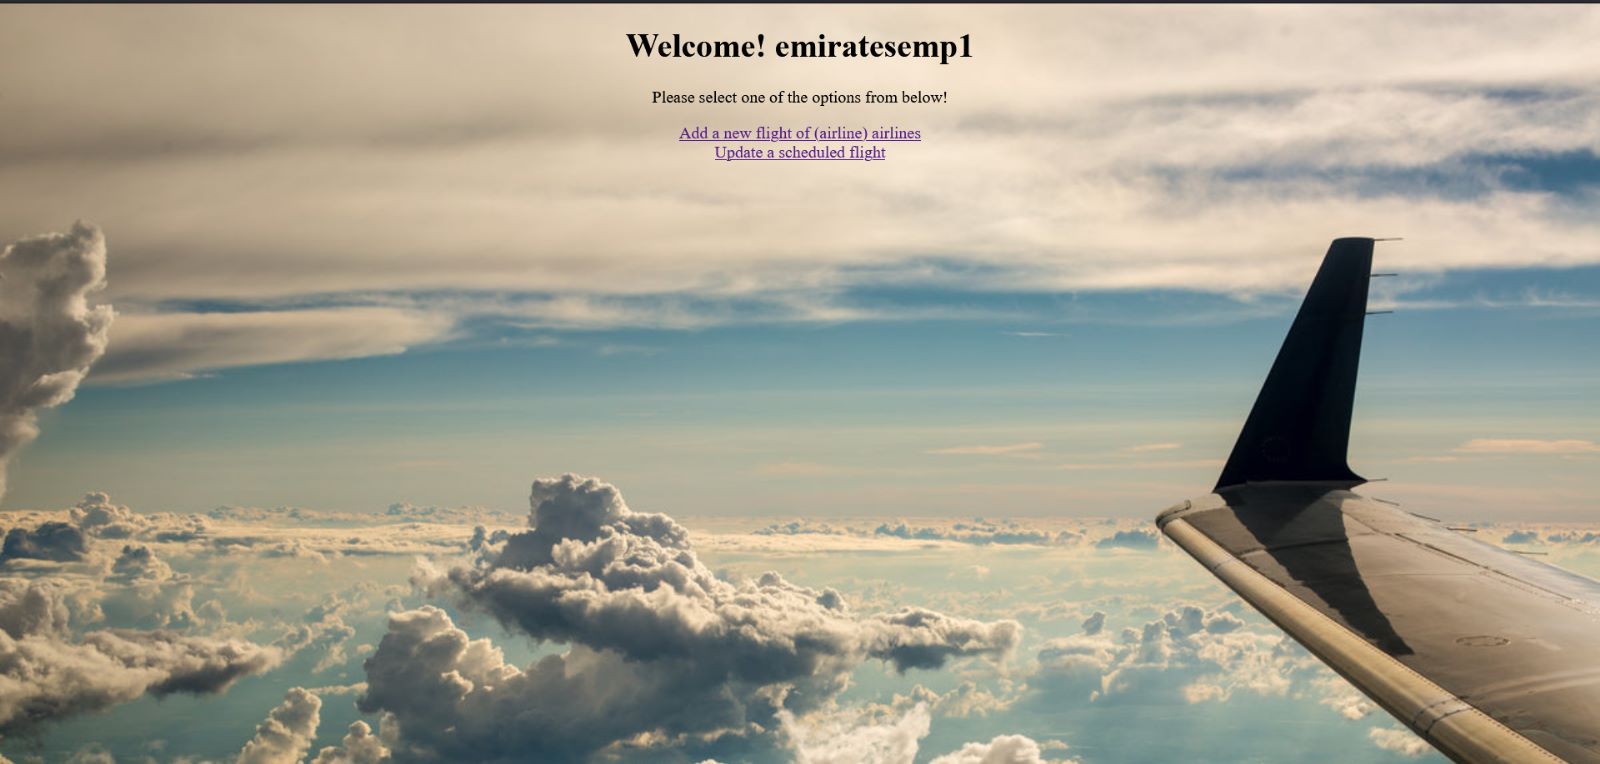 Welcome! emiratesemp1
Please select one of the options from below!
Add a new flight of (airline) airlines
Update a scheduled flight